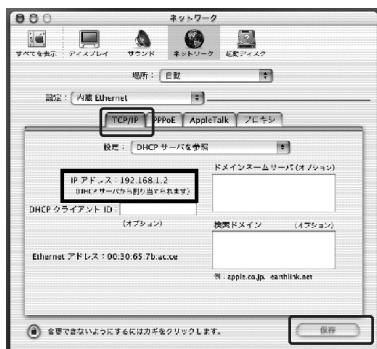 ネットワーク
すべてを表示 ディスプレイ サウンド ネットワーク 起動ディスク
場所： 自動
設定： 内蔵 Ethernet
TCP/IP PPPoE AppleTalk プロキシ
設定： DHCP サーバを参照
ドメインネームサーバ (オプション)
IP アドレス：192.168.1.2
(DHCP サーバから割り当てられます)
DHCP クライアント ID：
(オプション)
検索ドメイン (オプション)
Ethernet アドレス：00:30:65:7b:ac:ce
例：apple.co.jp, earthlink.net
変更できないようにするにはカギをクリックします。
保存